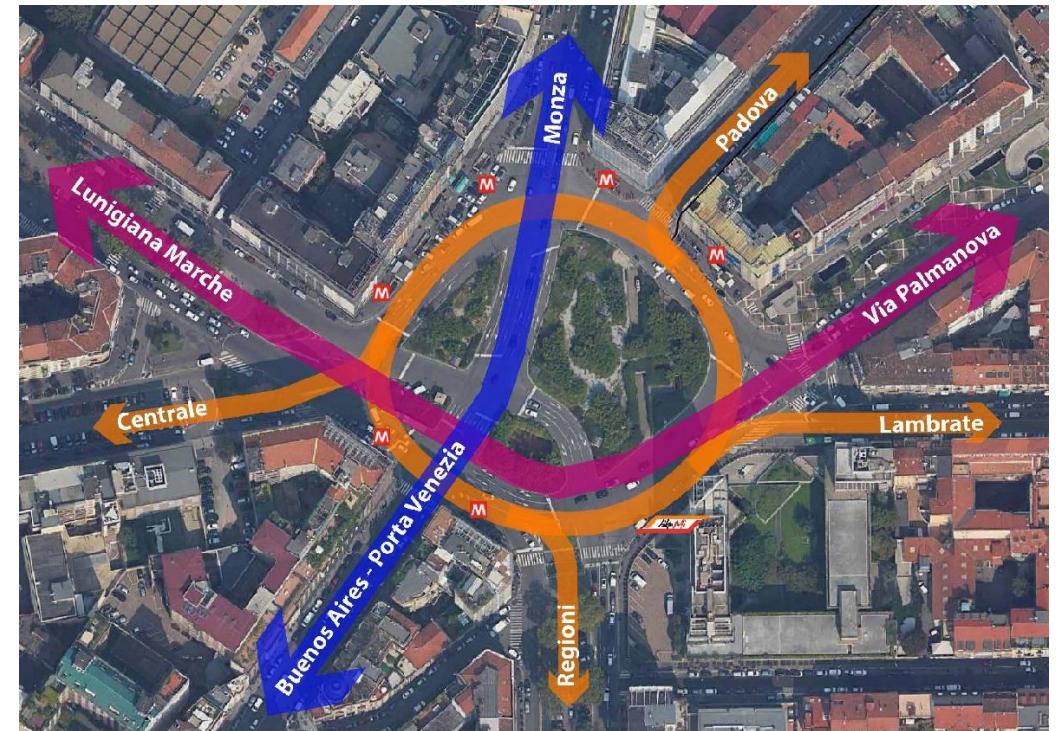 Monza
Padova
M
M
Lunigiana Marche
M
Via Palmanova
M
Centrale
Lambrate
M
Buenos Aires - Porta Venezia
M
Regioni